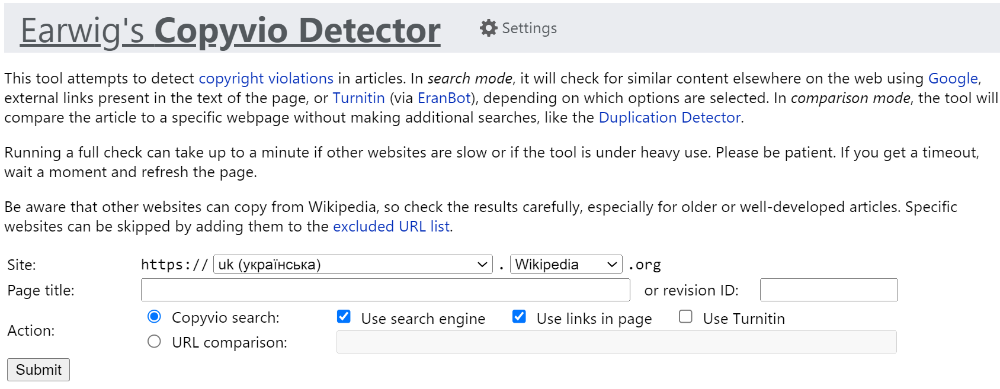 Earwig's Copyvio Detector Settings
This tool attempts to detect copyright violations in articles. In search mode, it will check for similar content elsewhere on the web using Google,
external links present in the text of the page, or Turnitin (via EranBot), depending on which options are selected. In comparison mode, the tool will
compare the article to a specific webpage without making additional searches, like the Duplication Detector.
Running a full check can take up to a minute if other websites are slow or if the tool is under heavy use. Please be patient. If you get a timeout,
wait a moment and refresh the page.
Be aware that other websites can copy from Wikipedia, so check the results carefully, especially for older or well-developed articles. Specific
websites can be skipped by adding them to the excluded URL list.
Site: https:// uk (українська) . Wikipedia .org
Page title: or revision ID:
Action:
Copyvio search: Use search engine Use links in page Use Turnitin
URL comparison:
Submit